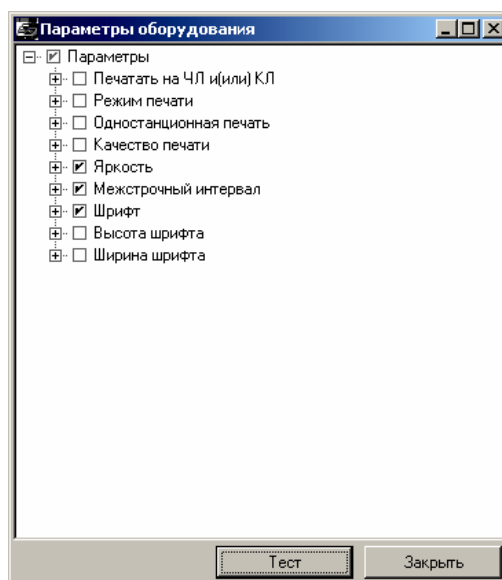 Параметры оборудования
Параметры
Печатать на ЧЛ и(или) КЛ
Режим печати
Одностанционная печать
Качество печати
Яркость
Межстрочный интервал
Шрифт
Высота шрифта
Ширина шрифта
Тест
Закрыть